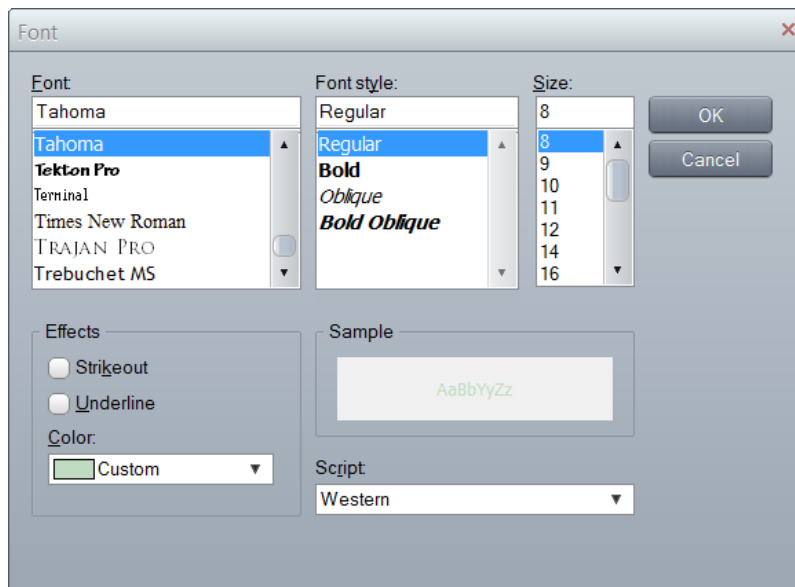 Font
Font:
Tahoma
Tahoma
Tekton Pro
Terminal
Times New Roman
Trajan Pro
Trebuchet MS
Font style:
Regular
Regular
Bold
Oblique
Bold Oblique
Size:
8
8
9
10
11
12
14
16
OK
Cancel
Effects
Strikeout
Underline
Color:
Custom
Sample
AaBbYyZz
Script:
Western